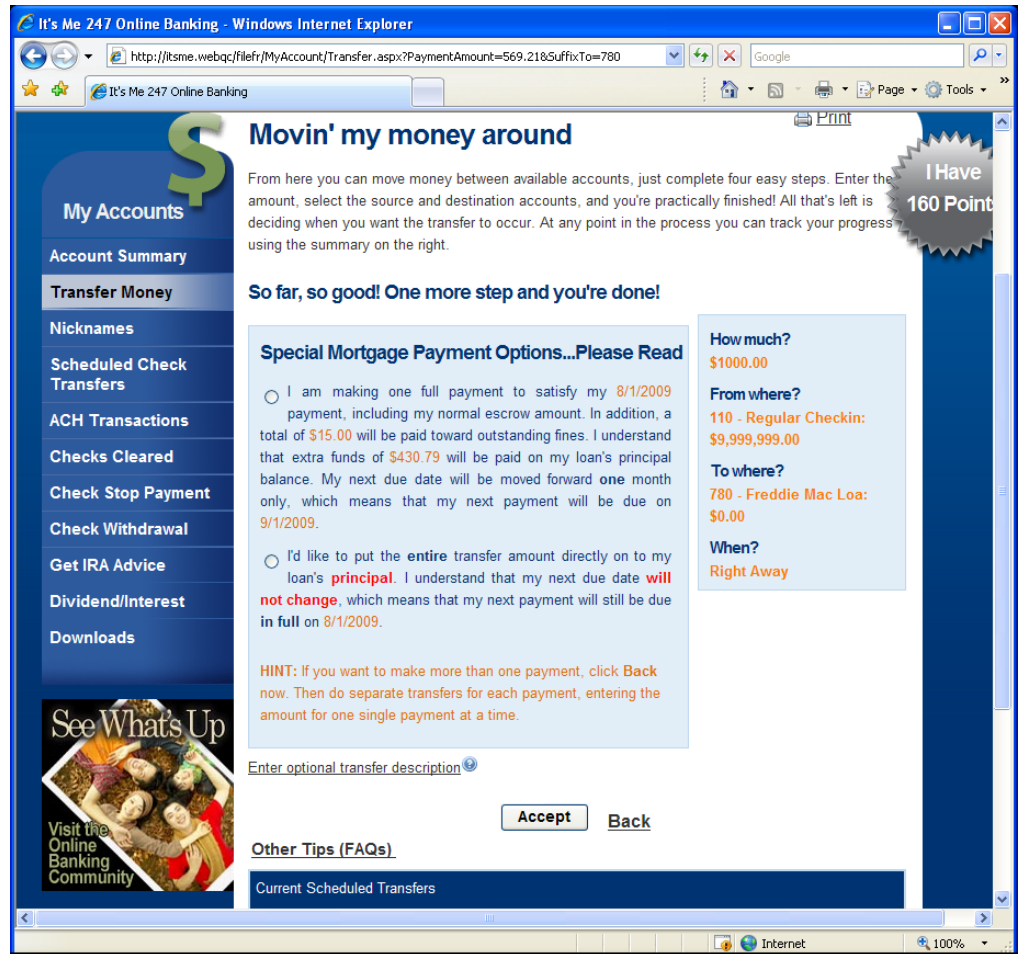 It's Me 247 Online Banking - Windows Internet Explorer
http://itsme.webqc/filefr/MyAccount/Transfer.aspx?PaymentAmount=569.21&SuffixTo=780
Google
It's Me 247 Online Banking
Page
Tools
»
$
My Accounts
Account Summary
Transfer Money
Nicknames
Scheduled Check
Transfers
ACH Transactions
Checks Cleared
Check Stop Payment
Check Withdrawal
Get IRA Advice
Dividend/Interest
Downloads
See What's Up
Visit the
Online
Banking
Community
Print
Movin' my money around
From here you can move money between available accounts, just complete four easy steps. Enter the
amount, select the source and destination accounts, and you're practically finished! All that's left is
deciding when you want the transfer to occur. At any point in the process you can track your progress
using the summary on the right.
I Have
160 Point
So far, so good! One more step and you're done!
Special Mortgage Payment Options...Please Read
I am making one full payment to satisfy my 8/1/2009
payment, including my normal escrow amount. In addition, a
total of $15.00 will be paid toward outstanding fines. I understand
that extra funds of $430.79 will be paid on my loan's principal
balance. My next due date will be moved forward one month
only, which means that my next payment will be due on
9/1/2009.
I'd like to put the entire transfer amount directly on to my
loan's principal. I understand that my next due date will
not change, which means that my next payment will still be due
in full on 8/1/2009.
HINT: If you want to make more than one payment, click Back
now. Then do separate transfers for each payment, entering the
amount for one single payment at a time.
How much?
$1000.00
From where?
110 - Regular Checkin:
$9,999,999.00
To where?
780 - Freddie Mac Loa:
$0.00
When?
Right Away
Enter optional transfer description
Accept
Back
Other Tips (FAQs)
Current Scheduled Transfers
Internet
100%